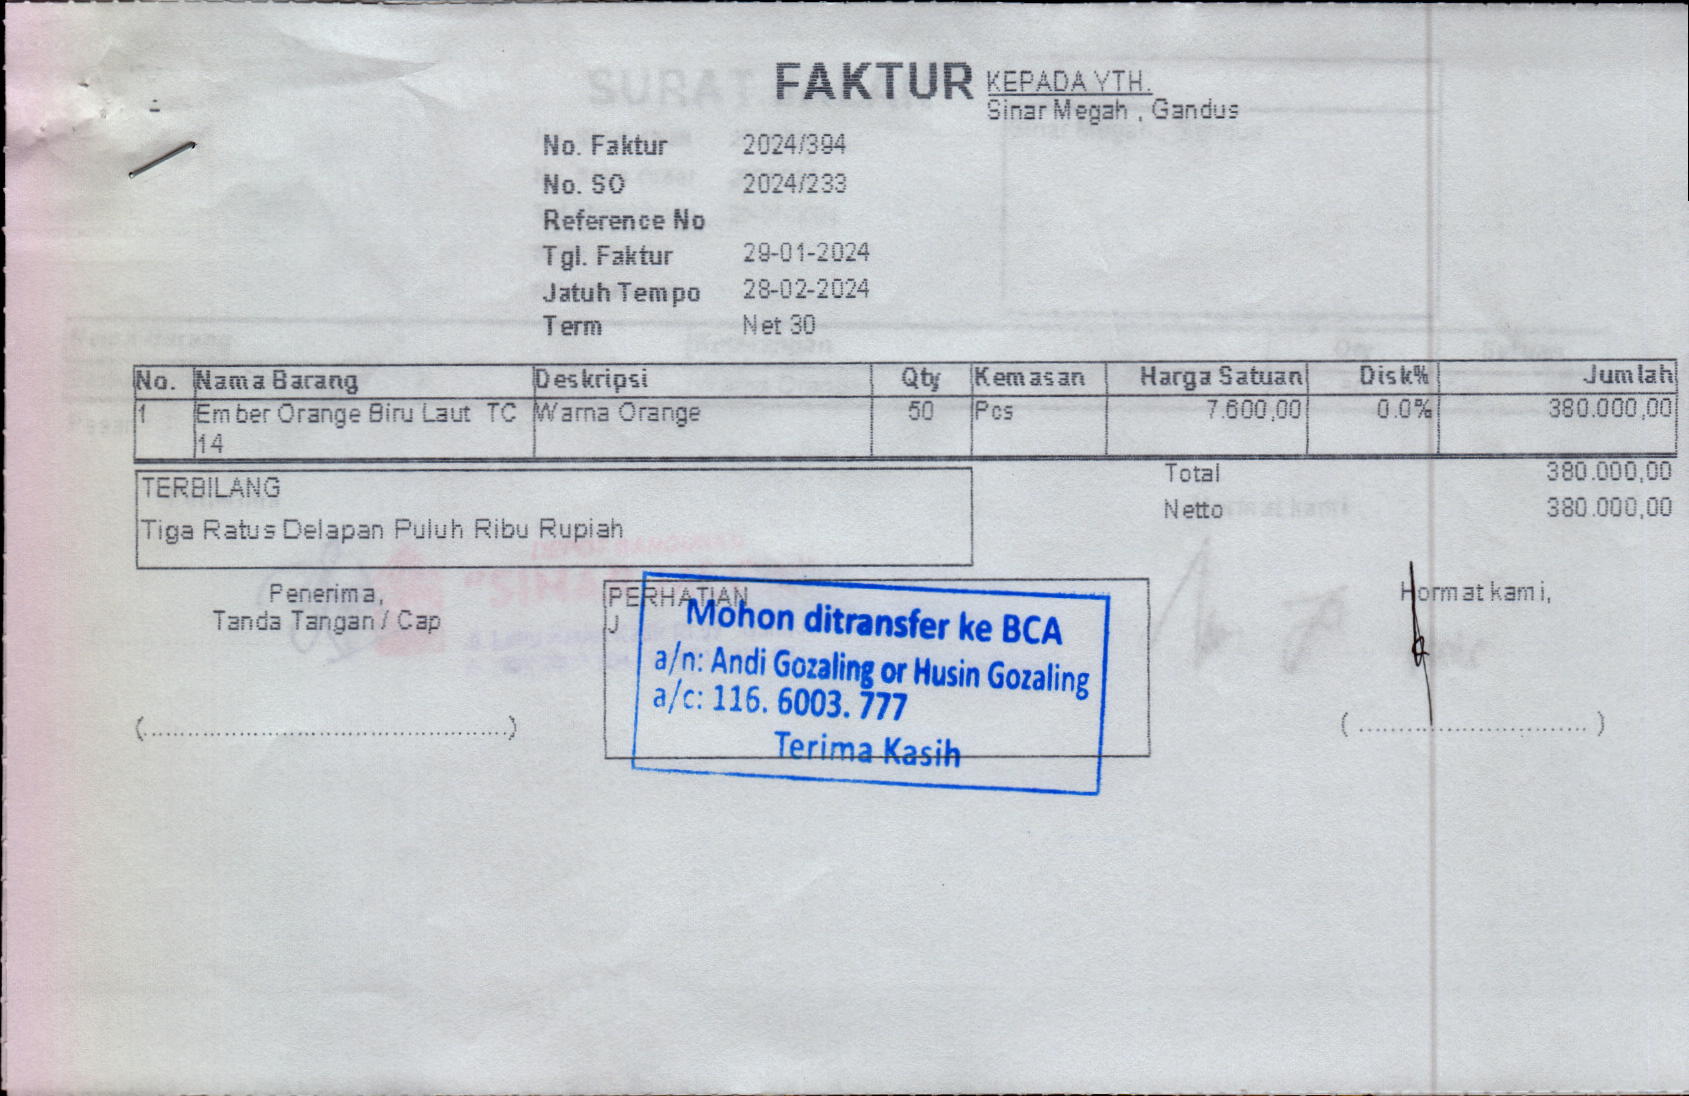 FAKTUR
KEPADA YTH.
Sinar Megah , Gandus
No. Faktur 2024/394
No. SO 2024/233
Reference No
Tgl. Faktur 29-01-2024
Jatuh Tempo 28-02-2024
Term Net 30
No. Nama Barang Deskripsi Qty Kemasan Harga Satuan Disk% Jumlah
1 Ember Orange Biru Laut TC Warna Orange 50 Pcs 7.600,00 0.0% 380.000,00
14
Total 380.000,00
Netto 380.000,00
TERBILANG
Tiga Ratus Delapan Puluh Ribu Rupiah
Penerima,
Tanda Tangan / Cap
(..............................................)
PERHATIAN
J
Mohon ditransfer ke BCA
a/n: Andi Gozaling or Husin Gozaling
a/c: 116. 6003. 777
Terima Kasih
Hormat kami,
(.............................)